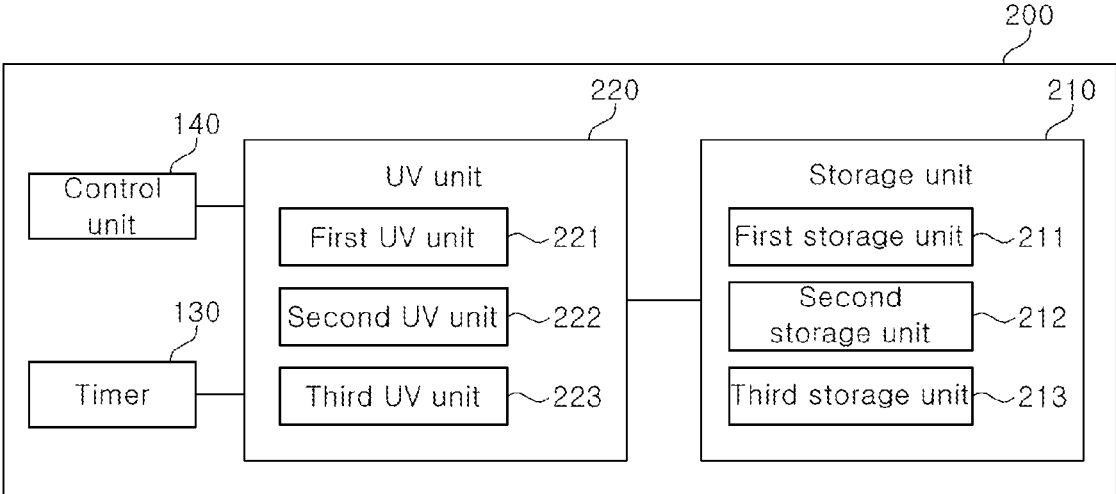 200
220
210
140
UV unit
Storage unit
Control
unit
First UV unit
221
First storage unit
211
130
Second UV unit
222
Second
storage unit
212
Timer
Third UV unit
223
Third storage unit
213